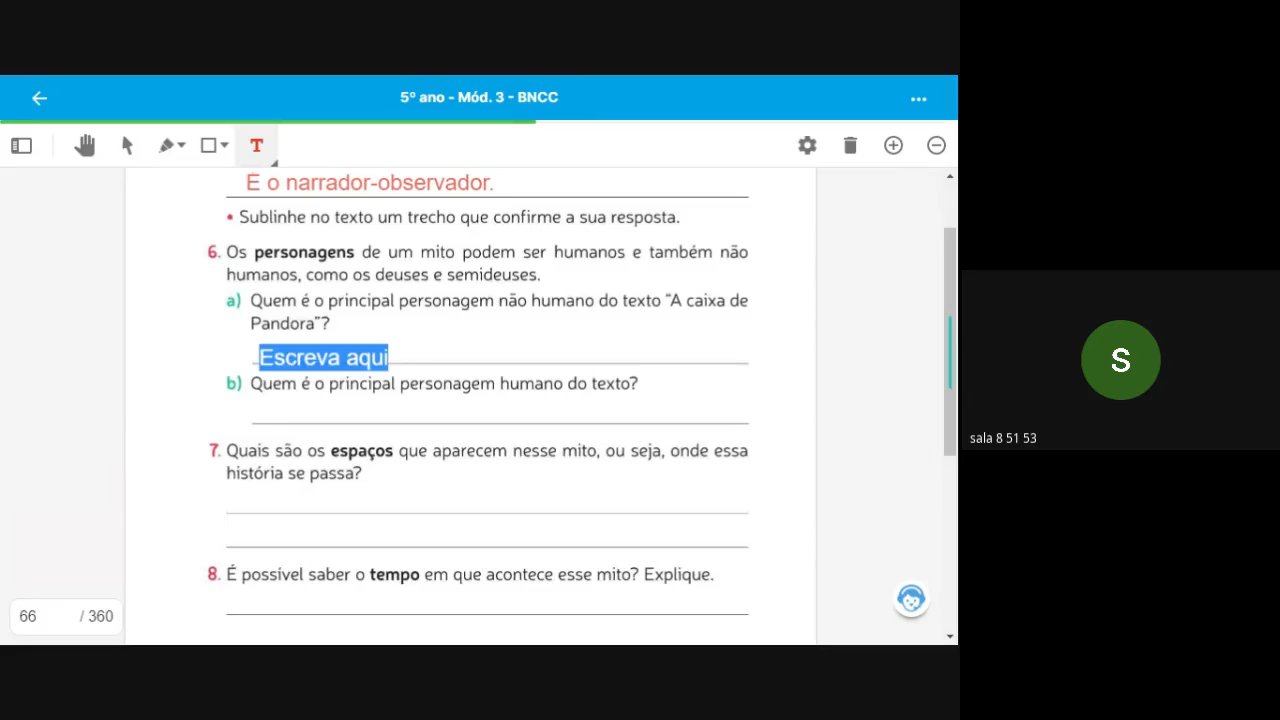 5º ano - Mód. 3 - BNCC
T
É o narrador-observador.
• Sublinhe no texto um trecho que confirme a sua resposta.
6. Os personagens de um mito podem ser humanos e também não
humanos, como os deuses e semideuses.
a) Quem é o principal personagem não humano do texto “A caixa de
Pandora”?
Escreva aqui
b) Quem é o principal personagem humano do texto?
7. Quais são os espaços que aparecem nesse mito, ou seja, onde essa
história se passa?
8. É possível saber o tempo em que acontece esse mito? Explique.
66 / 360
S
sala 8 51 53